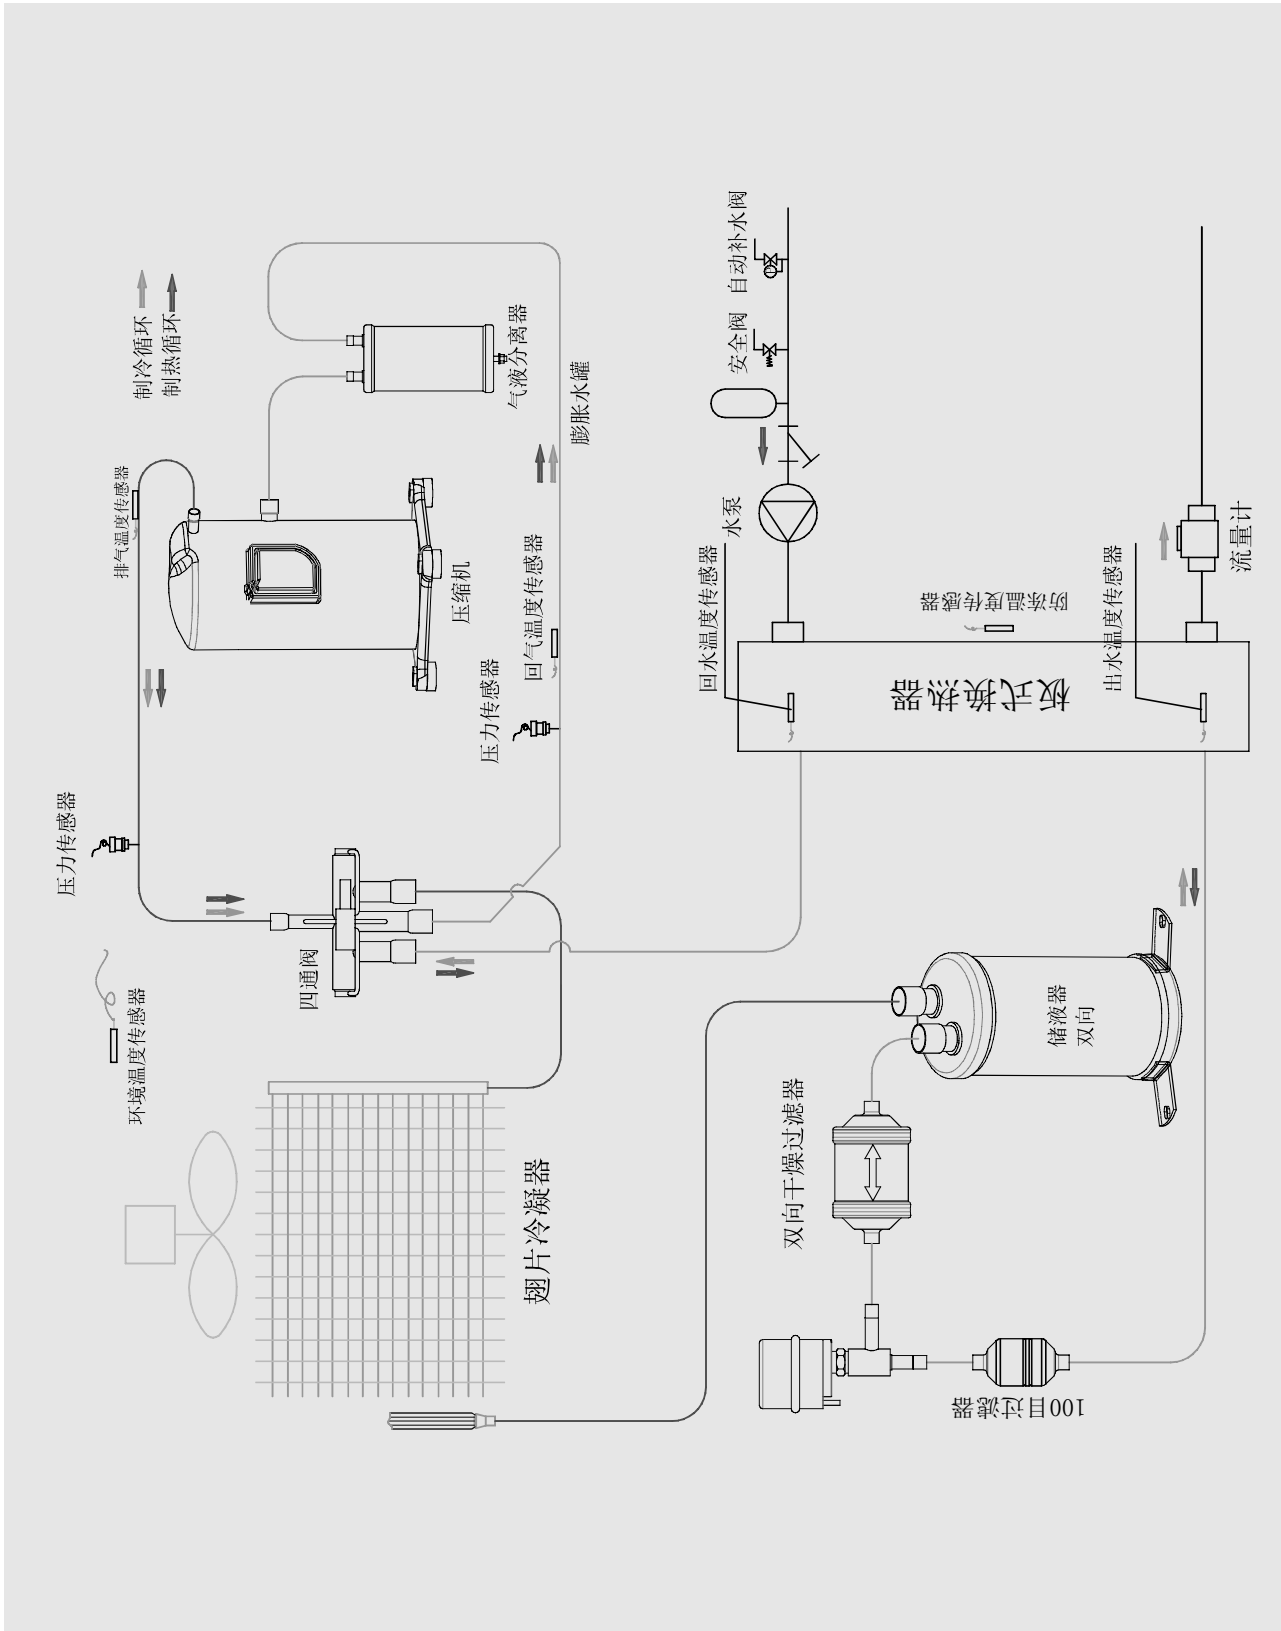 制冷循环
制热循环
排气温度传感器
压缩机
气液分离器
膨胀水罐
回气温度传感器
压力传感器
压力传感器
四通阀
环境温度传感器
翅片冷凝器
自动补水阀
安全阀
水泵
回水温度传感器
防冻温度传感器
板式换热器
出水温度传感器
流量计
储液器
双向
双向干燥过滤器
100目过滤器